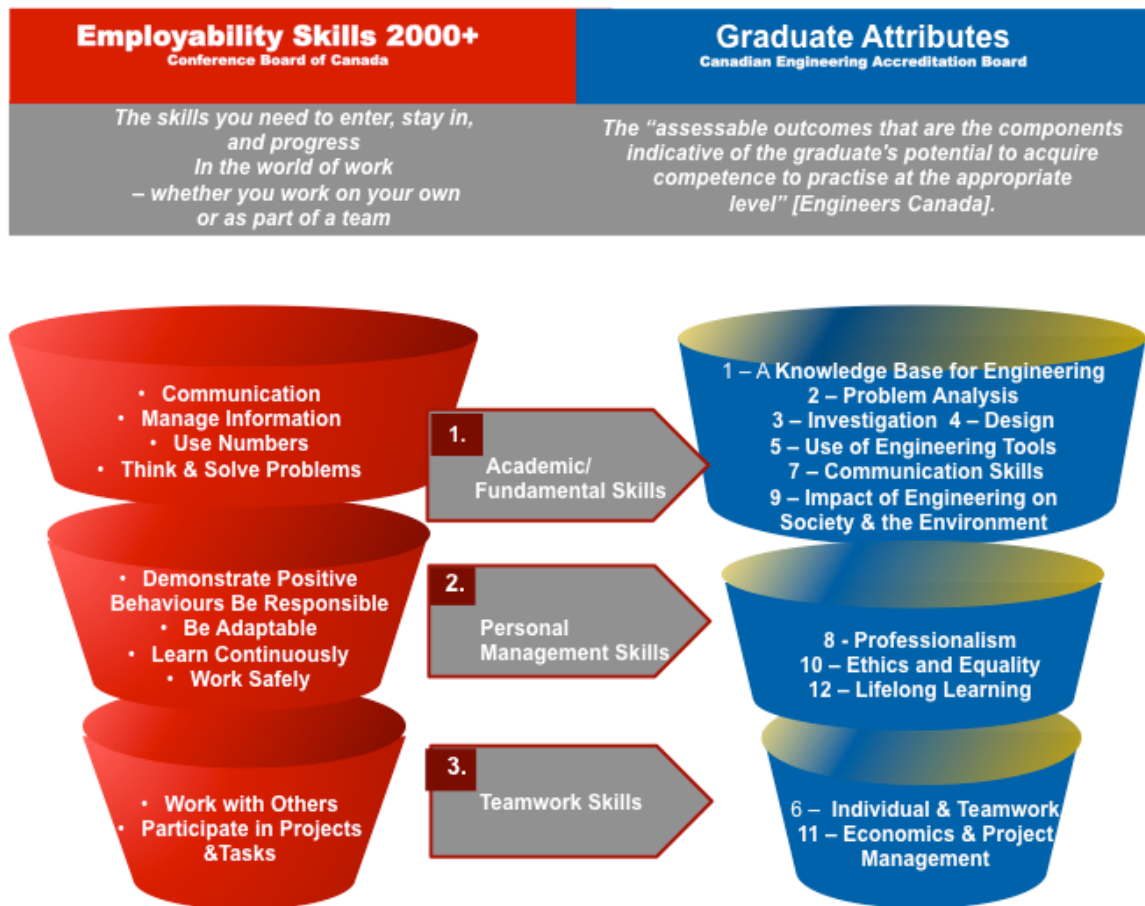 Employability Skills 2000+
Conference Board of Canada
Graduate Attributes
Canadian Engineering Accreditation Board
The skills you need to enter, stay in,
and progress
In the world of work
– whether you work on your own
or as part of a team
The “assessable outcomes that are the components
indicative of the graduate's potential to acquire
competence to practise at the appropriate
level” [Engineers Canada].
• Communication
• Manage Information
• Use Numbers
• Think & Solve Problems
1.
Academic/
Fundamental Skills
1 – A Knowledge Base for Engineering
2 – Problem Analysis
3 – Investigation 4 – Design
5 – Use of Engineering Tools
7 – Communication Skills
9 – Impact of Engineering on
Society & the Environment
• Demonstrate Positive
Behaviours Be Responsible
• Be Adaptable
• Learn Continuously
• Work Safely
2.
Personal
Management Skills
8 - Professionalism
10 – Ethics and Equality
12 – Lifelong Learning
• Work with Others
• Participate in Projects
&Tasks
3.
Teamwork Skills
6 – Individual & Teamwork
11 – Economics & Project
Management